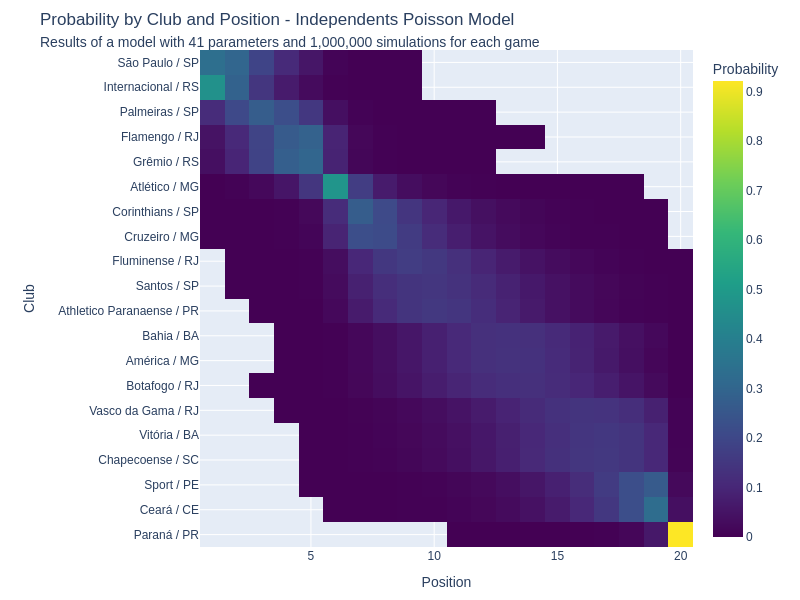 Probability by Club and Position - Independents Poisson Model
Results of a model with 41 parameters and 1,000,000 simulations for each game
Probability
Club
São Paulo / SP
Internacional / RS
Palmeiras / SP
Flamengo / RJ
Grêmio / RS
Atlético / MG
Corinthians / SP
Cruzeiro / MG
Fluminense / RJ
Santos / SP
Athletico Paranaense / PR
Bahia / BA
América / MG
Botafogo / RJ
Vasco da Gama / RJ
Vitória / BA
Chapecoense / SC
Sport / PE
Ceará / CE
Paraná / PR
5 10 15 20
Position
0.9
0.8
0.7
0.6
0.5
0.4
0.3
0.2
0.1
0